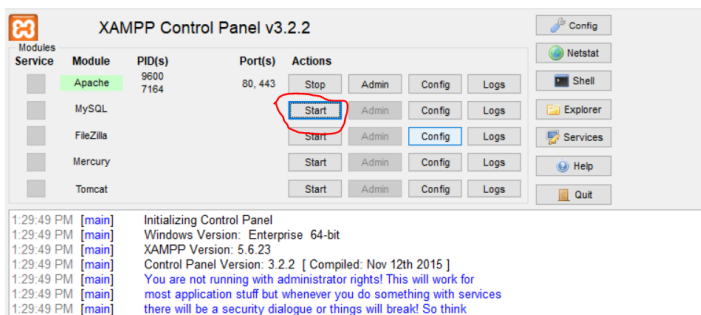 XAMPP Control Panel v3.2.2
Config
Modules
Service Module PID(s) Port(s) Actions
Netstat
Apache 9600 7164 80, 443 Stop Admin Config Logs
Shell
MySQL Start Admin Config Logs
Explorer
FileZilla Start Admin Config Logs
Services
Mercury Start Admin Config Logs
Help
Tomcat Start Admin Config Logs
Quit
1:29:49 PM [main] Initializing Control Panel
1:29:49 PM [main] Windows Version: Enterprise 64-bit
1:29:49 PM [main] XAMPP Version: 5.6.23
1:29:49 PM [main] Control Panel Version: 3.2.2 [ Compiled: Nov 12th 2015 ]
1:29:49 PM [main] You are not running with administrator rights! This will work for
1:29:49 PM [main] most application stuff but whenever you do something with services
1:29:49 PM [main] there will be a security dialogue or things will break! So think